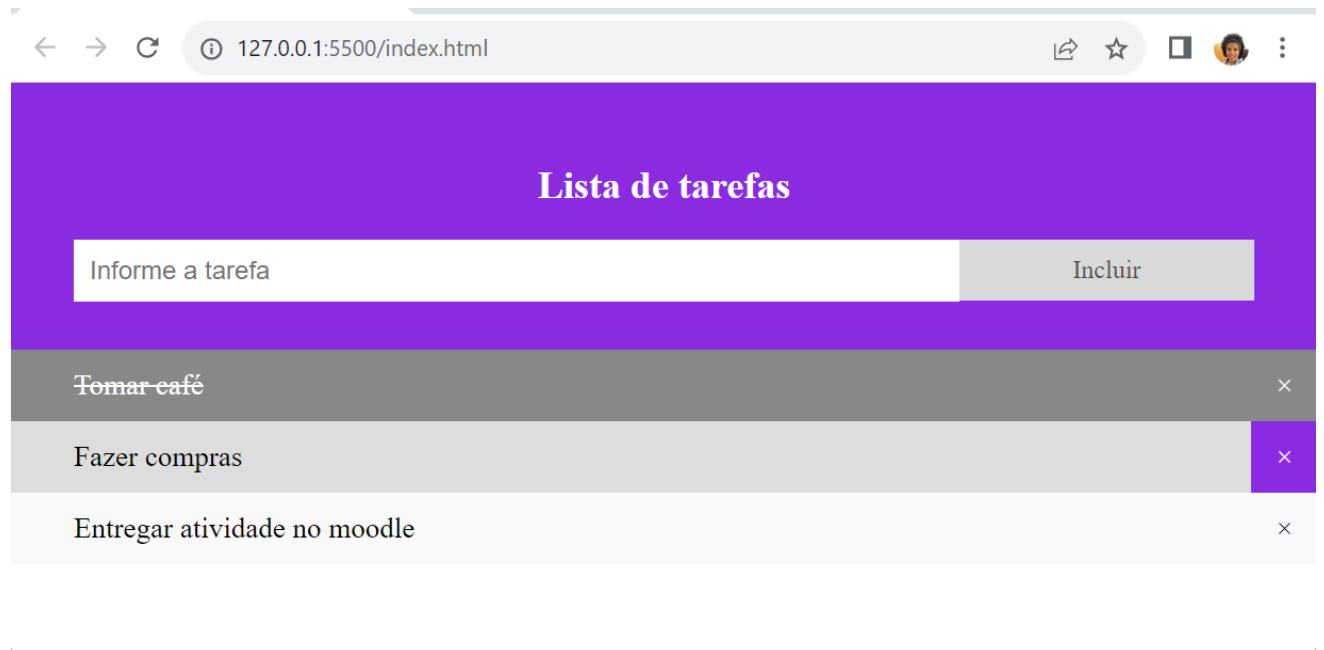 127.0.0.1:5500/index.html
Lista de tarefas
Informe a tarefa
Incluir
Tomar café
×
Fazer compras
×
Entregar atividade no moodle
×